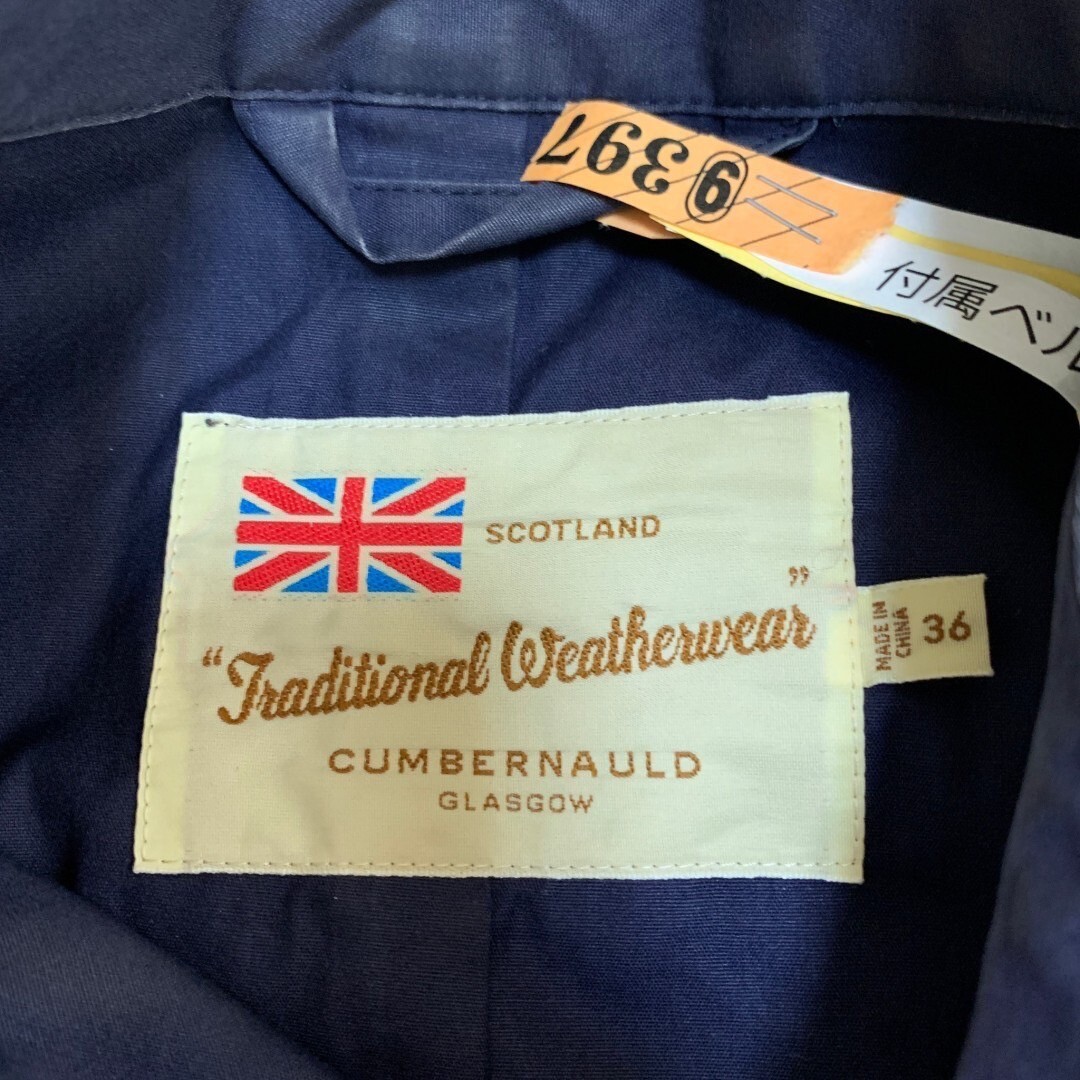 ⑨397
付属ベル
SCOTLAND
“Traditional Weatherwear”
CUMBERNAULD
GLASGOW
MADE IN
CHINA
36